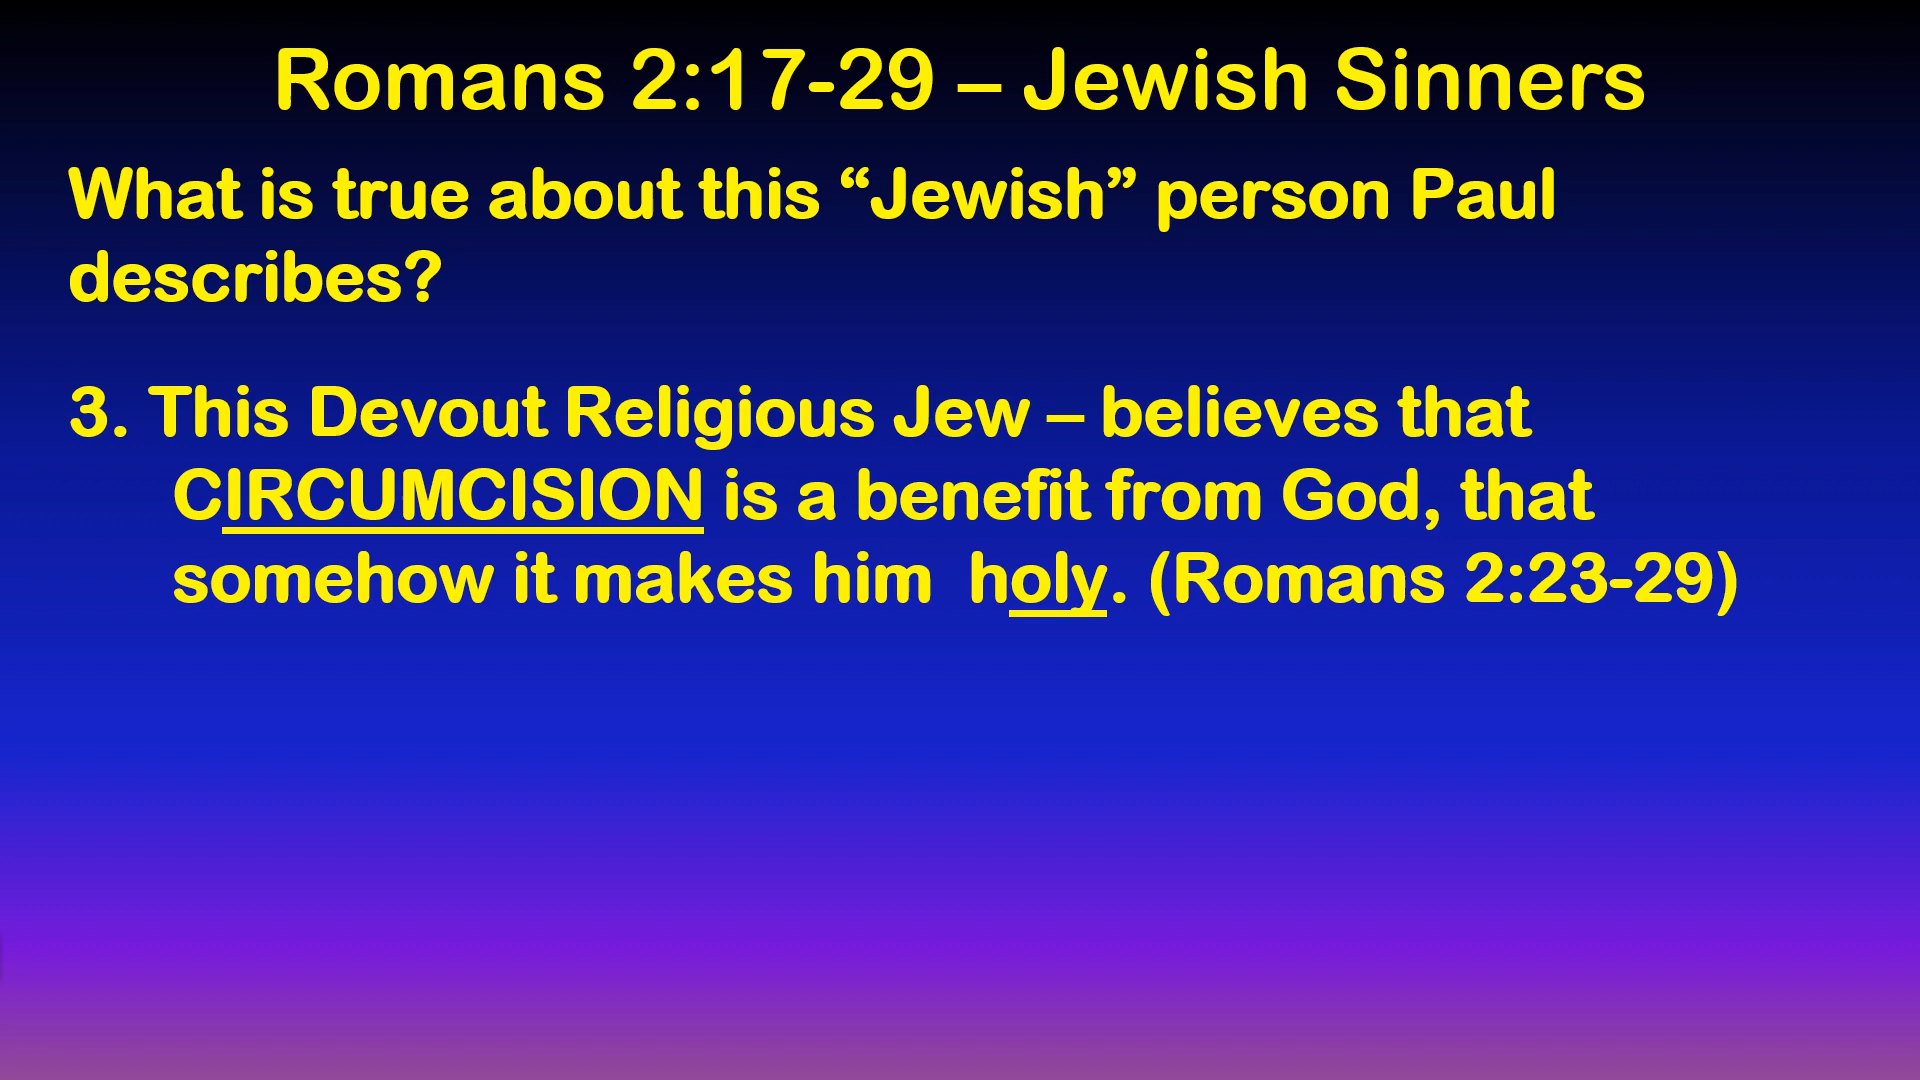 Romans 2:17-29 – Jewish Sinners
What is true about this “Jewish” person Paul
describes?
3. This Devout Religious Jew – believes that
CIRCUMCISION is a benefit from God, that
somehow it makes him  holy. (Romans 2:23-29)